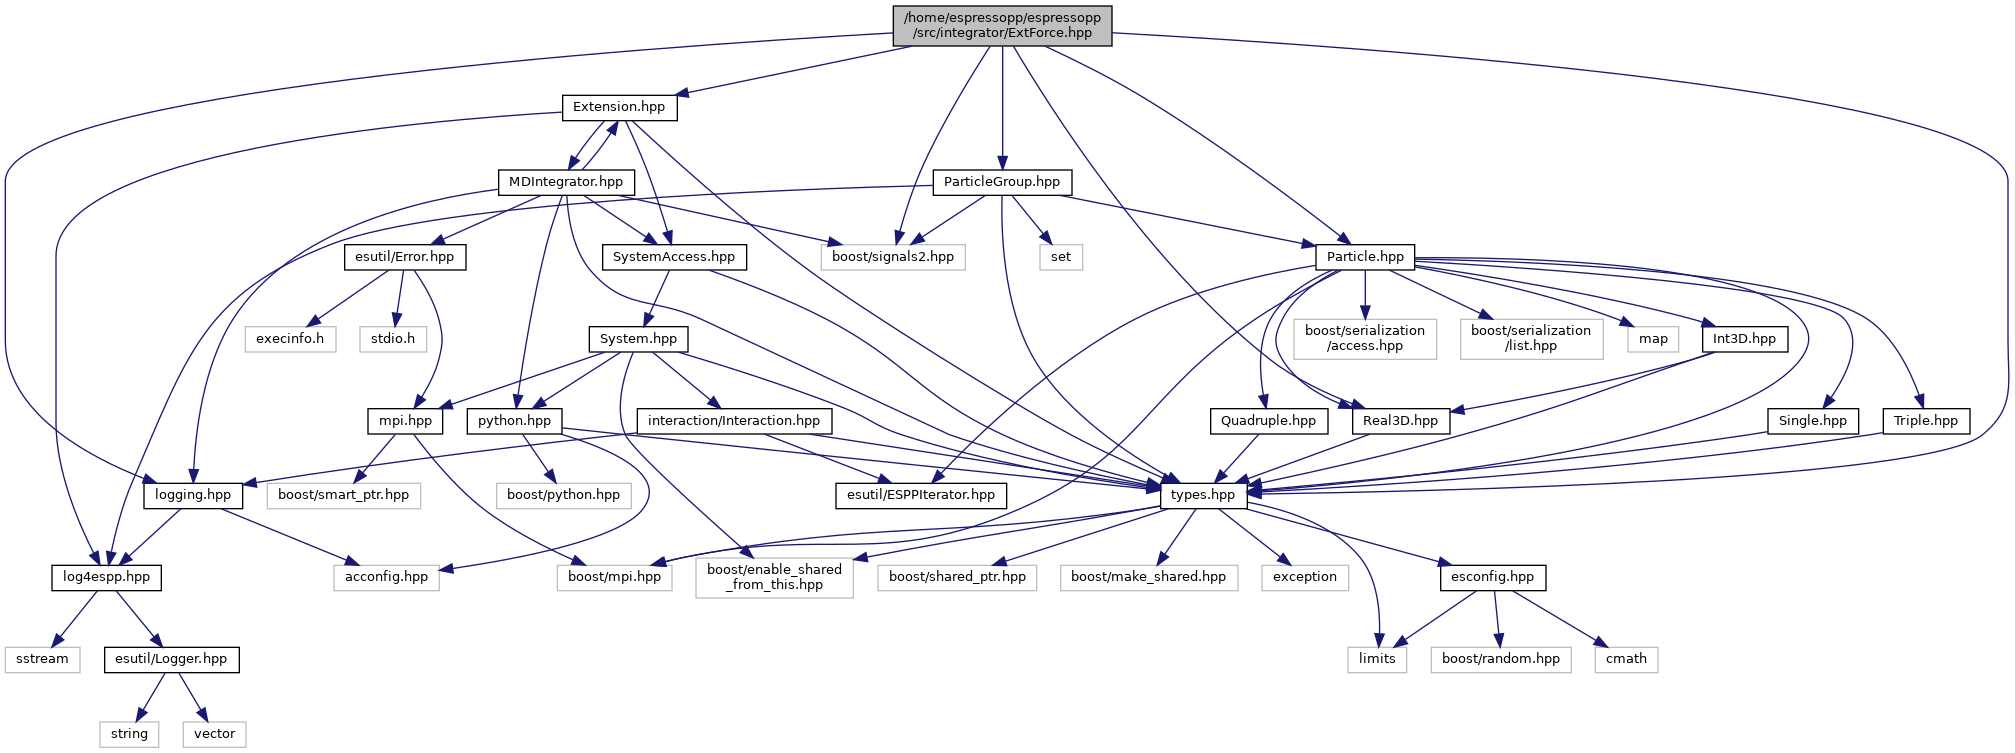 /home/espressopp/espressopp
/src/integrator/ExtForce.hpp
Extension.hpp
MDIntegrator.hpp
ParticleGroup.hpp
esutil/Error.hpp
SystemAccess.hpp
boost/signals2.hpp
set
Particle.hpp
execinfo.h
stdio.h
System.hpp
boost/serialization
/access.hpp
boost/serialization
/list.hpp
map
Int3D.hpp
mpi.hpp
python.hpp
interaction/Interaction.hpp
Quadruple.hpp
Real3D.hpp
Single.hpp
Triple.hpp
logging.hpp
boost/smart_ptr.hpp
boost/python.hpp
esutil/ESPPIterator.hpp
types.hpp
log4espp.hpp
acconfig.hpp
boost/mpi.hpp
boost/enable_shared
_from_this.hpp
boost/shared_ptr.hpp
boost/make_shared.hpp
exception
esconfig.hpp
sstream
esutil/Logger.hpp
limits
boost/random.hpp
cmath
string
vector